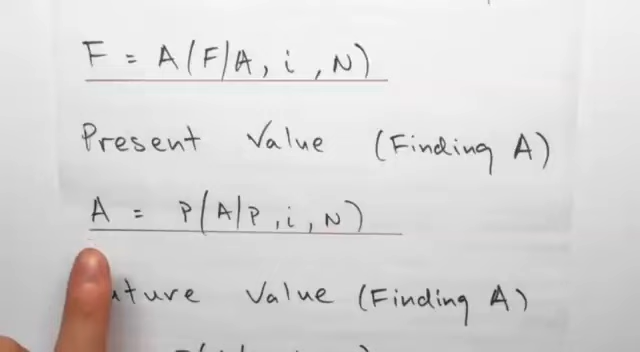 F = A(F/A, i, N)
Present Value (Finding A)
A = P(A/P, i, N)
Value (Finding A)